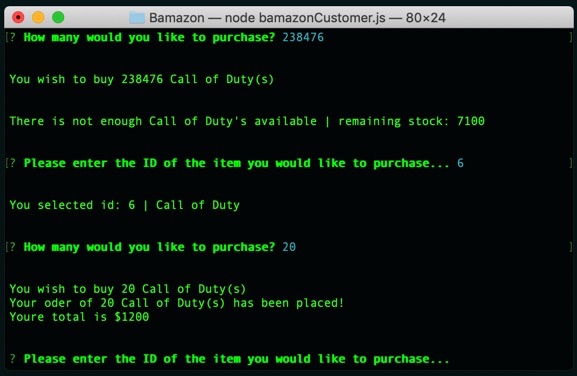 Bamazon — node bamazonCustomer.js — 80×24
[? How many would you like to purchase? 238476 ]
You wish to buy 238476 Call of Duty(s)
There is not enough Call of Duty's available | remaining stock: 7100
[? Please enter the ID of the item you would like to purchase... 6 ]
You selected id: 6 | Call of Duty
[? How many would you like to purchase? 20 ]
You wish to buy 20 Call of Duty(s)
Your oder of 20 Call of Duty(s) has been placed!
Youre total is $1200
? Please enter the ID of the item you would like to purchase...